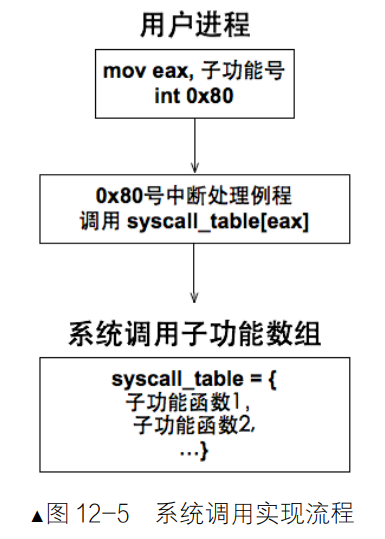 用户进程
mov eax, 子功能号
int 0x80
0x80号中断处理例程
调用 syscall_table[eax]
系统调用子功能数组
syscall_table = {
子功能函数1,
子功能函数2,
…}
▲图 12-5 系统调用实现流程